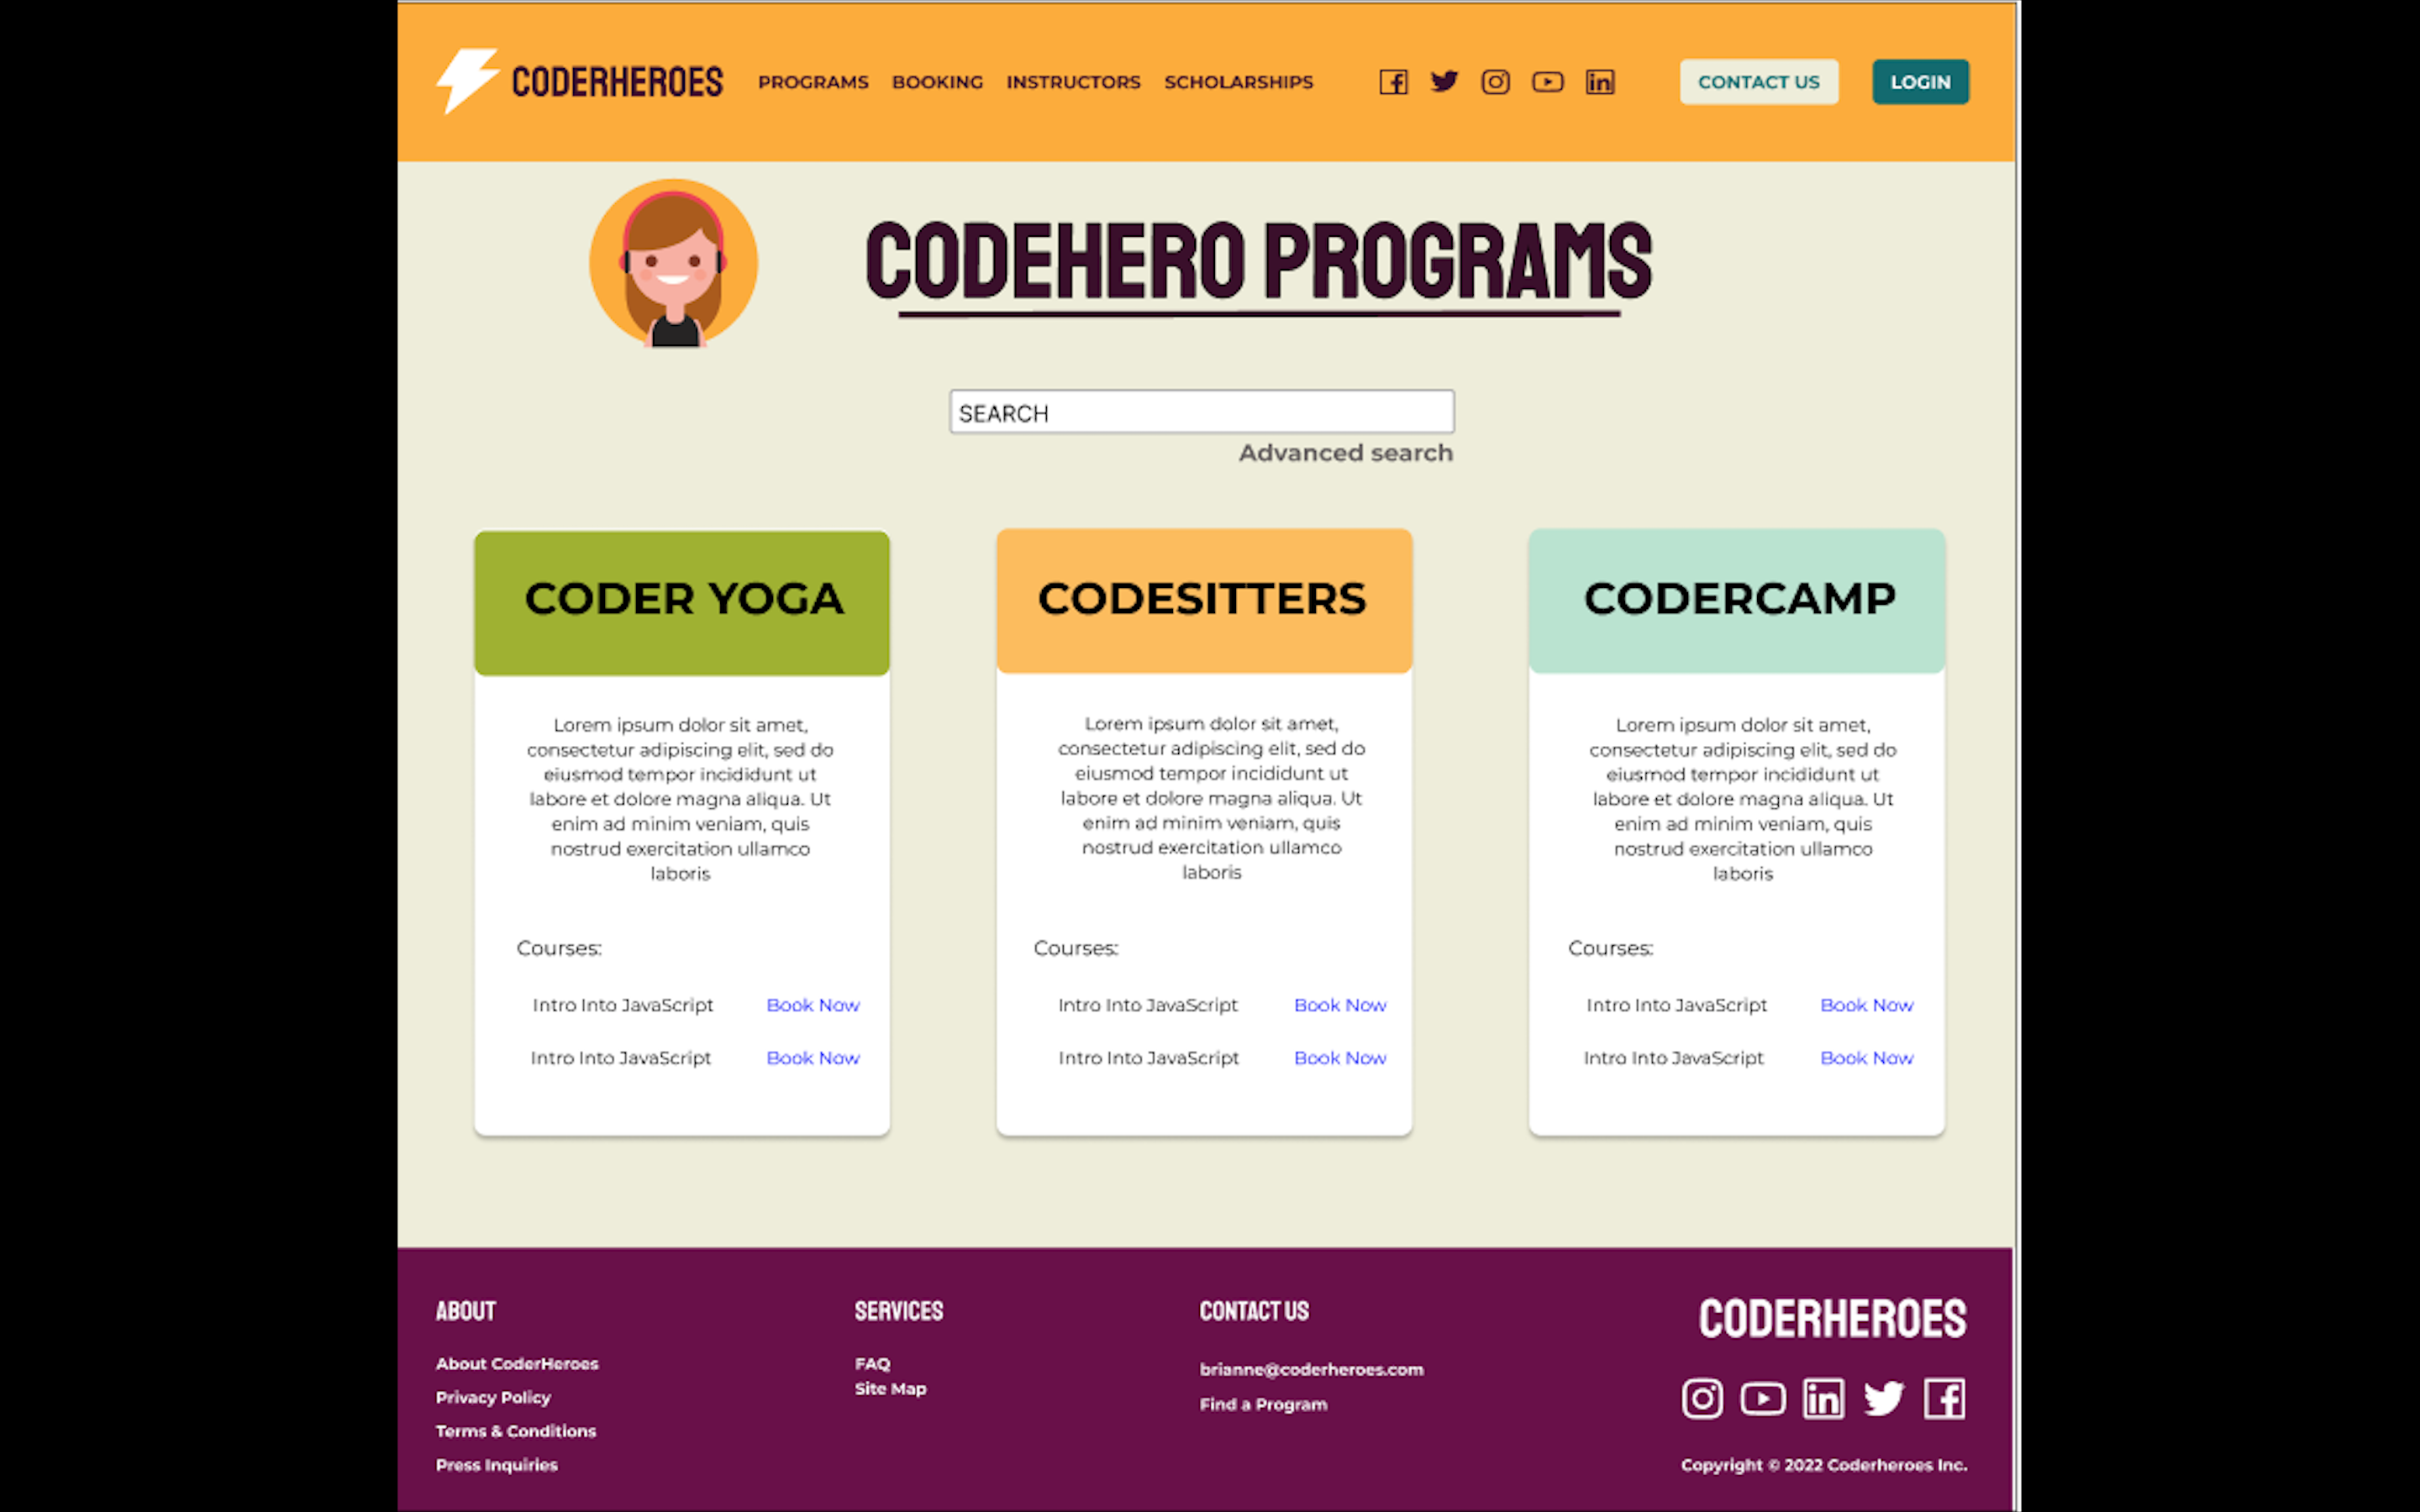 CODERHEROES PROGRAMS BOOKING INSTRUCTORS SCHOLARSHIPS CONTACT US LOGIN
CODEHERO PROGRAMS
SEARCH
Advanced search
CODER YOGA
Lorem ipsum dolor sit amet,
consectetur adipiscing elit, sed do
eiusmod tempor incididunt ut
labore et dolore magna aliqua. Ut
enim ad minim veniam, quis
nostrud exercitation ullamco
laboris
Courses:
Intro Into JavaScript Book Now
Intro Into JavaScript Book Now
CODESITTERS
Lorem ipsum dolor sit amet,
consectetur adipiscing elit, sed do
eiusmod tempor incididunt ut
labore et dolore magna aliqua. Ut
enim ad minim veniam, quis
nostrud exercitation ullamco
laboris
Courses:
Intro Into JavaScript Book Now
Intro Into JavaScript Book Now
CODERCAMP
Lorem ipsum dolor sit amet,
consectetur adipiscing elit, sed do
eiusmod tempor incididunt ut
labore et dolore magna aliqua. Ut
enim ad minim veniam, quis
nostrud exercitation ullamco
laboris
Courses:
Intro Into JavaScript Book Now
Intro Into JavaScript Book Now
ABOUT
About CoderHeroes
Privacy Policy
Terms & Conditions
Press Inquiries
SERVICES
FAQ
Site Map
CONTACT US
brianne@coderheroes.com
Find a Program
CODERHEROES
Copyright © 2022 Coderheroes Inc.